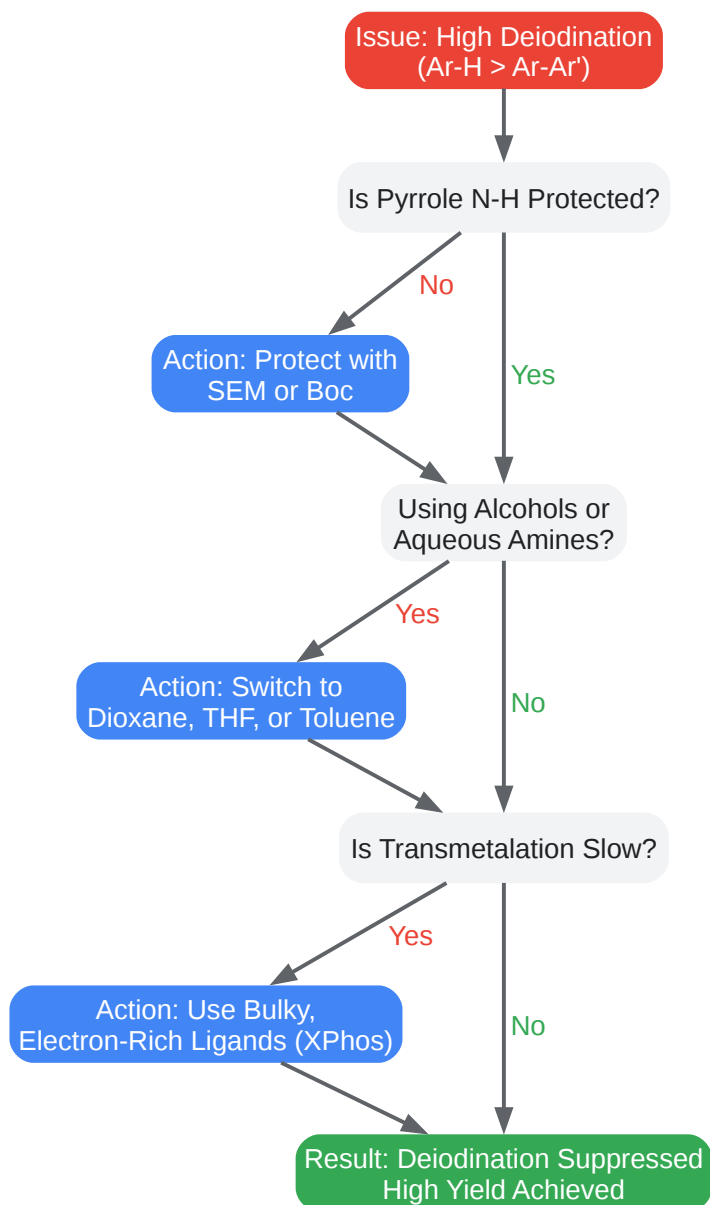 Issue: High Deiodination
(Ar-H > Ar-Ar')
Is Pyrrole N-H Protected?
No
Action: Protect with
SEM or Boc
Yes
Using Alcohols or
Aqueous Amines?
Yes
Action: Switch to
Dioxane, THF, or Toluene
No
Is Transmetalation Slow?
Yes
Action: Use Bulky,
Electron-Rich Ligands (XPhos)
No
Result: Deiodination Suppressed
High Yield Achieved